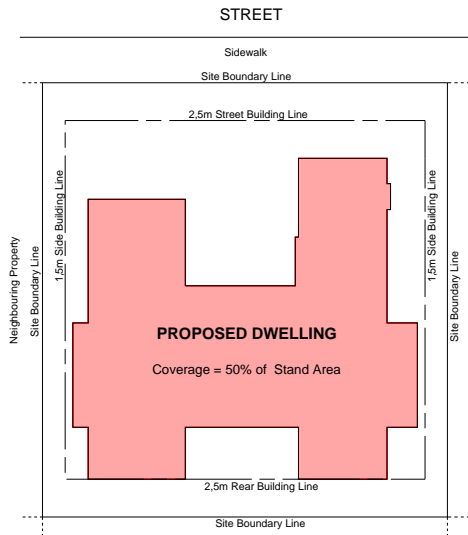 STREET
Sidewalk
Site Boundary Line
2,5m Street Building Line
Neighbouring Property
Site Boundary Line
1,5m Side Building Line
1,5m Side Building Line
Site Boundary Line
PROPOSED DWELLING
Coverage = 50% of Stand Area
2,5m Rear Building Line
Site Boundary Line